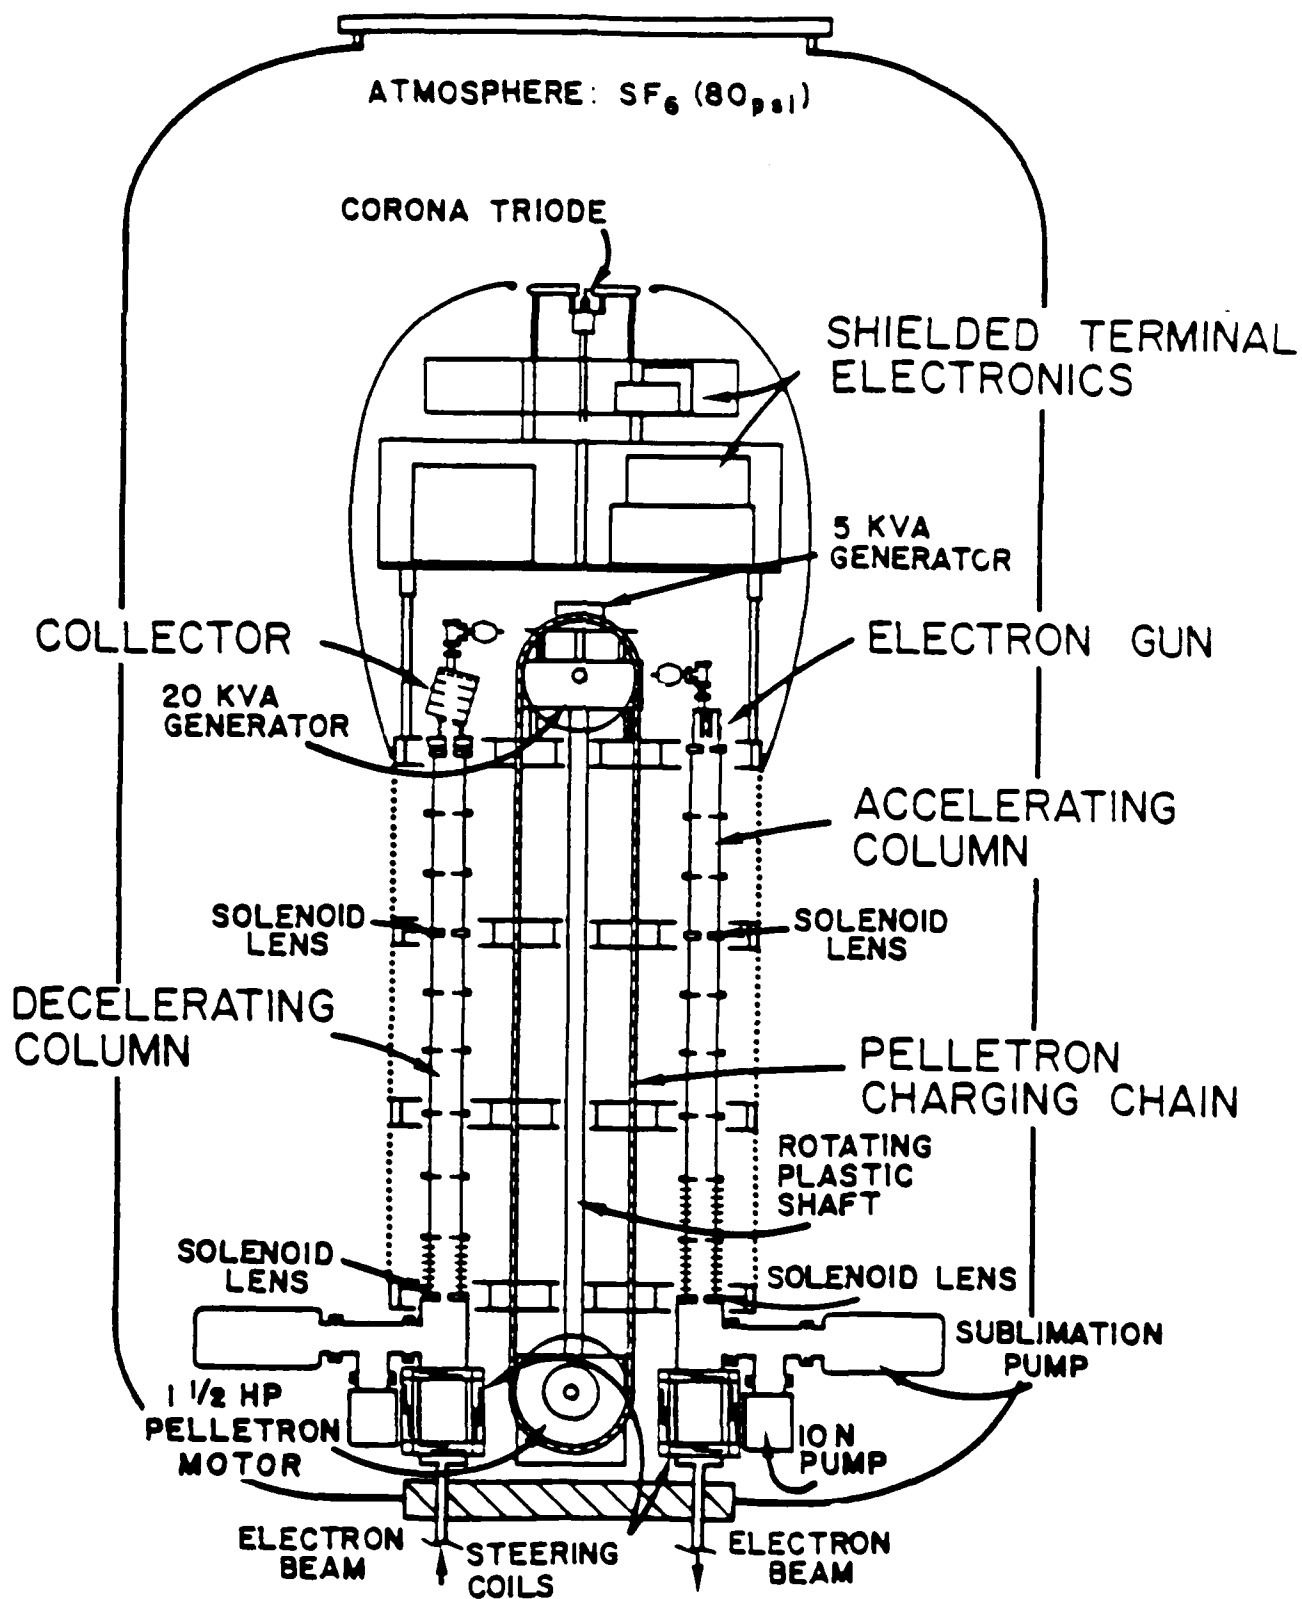 ATMOSPHERE: SF₆ (80psi)
CORONA TRIODE
SHIELDED TERMINAL
ELECTRONICS
5 KVA
GENERATOR
COLLECTOR
ELECTRON GUN
20 KVA
GENERATOR
ACCELERATING
COLUMN
SOLENOID
LENS
SOLENOID
LENS
DECELERATING
COLUMN
PELLETRON
CHARGING CHAIN
ROTATING
PLASTIC
SHAFT
SOLENOID
LENS
SOLENOID LENS
SUBLIMATION
PUMP
1 1/2 HP
PELLETRON
MOTOR
ION
PUMP
ELECTRON
BEAM
STEERING
COILS
ELECTRON
BEAM